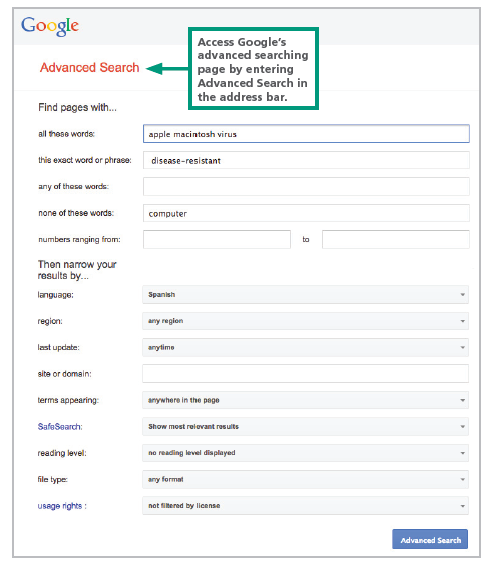 Google
Access Google's
advanced searching
page by entering
Advanced Search in
the address bar.
Advanced Search
Find pages with...
all these words: apple macintosh virus
this exact word or phrase: disease-resistant
any of these words:
none of these words: computer
numbers ranging from: to
Then narrow your
results by...
language: Spanish
region: any region
last update: anytime
site or domain:
terms appearing: anywhere in the page
SafeSearch: Show most relevant results
reading level: no reading level displayed
file type: any format
usage rights : not filtered by license
Advanced Search